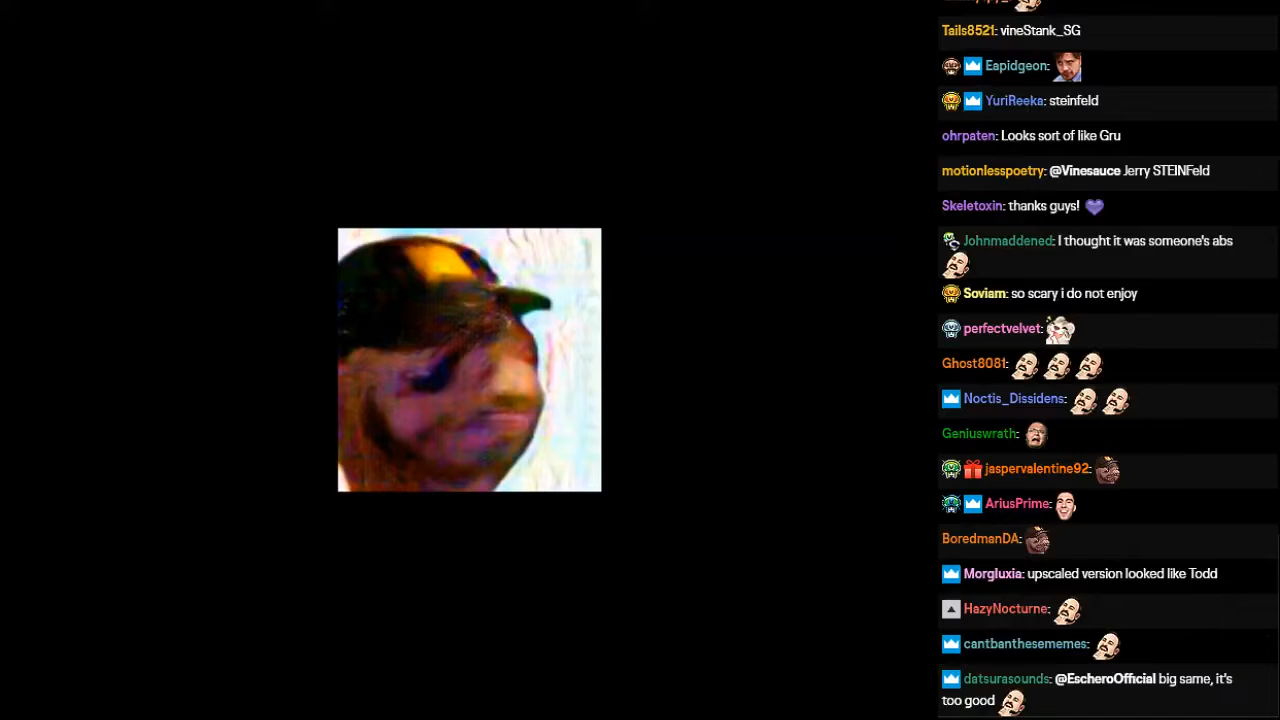 Tails8521: vineStank_SG
Eapidgeon:
YuriReeka: steinfeld
ohrpaten: Looks sort of like Gru
motionlesspoetry: @Vinesauce Jerry STEINFeld
Skeletoxin: thanks guys!
Johnmaddened: I thought it was someone's abs
Soviam: so scary i do not enjoy
perfectvelvet:
Ghost8081:
Noctis_Dissidens:
Geniuswrath:
jaspervalentine92:
AriusPrime:
BoredmanDA:
Morgluxia: upscaled version looked like Todd
HazyNocturne:
cantbanthesememes:
datsurasounds: @EscheroOfficial big same, it's
too good